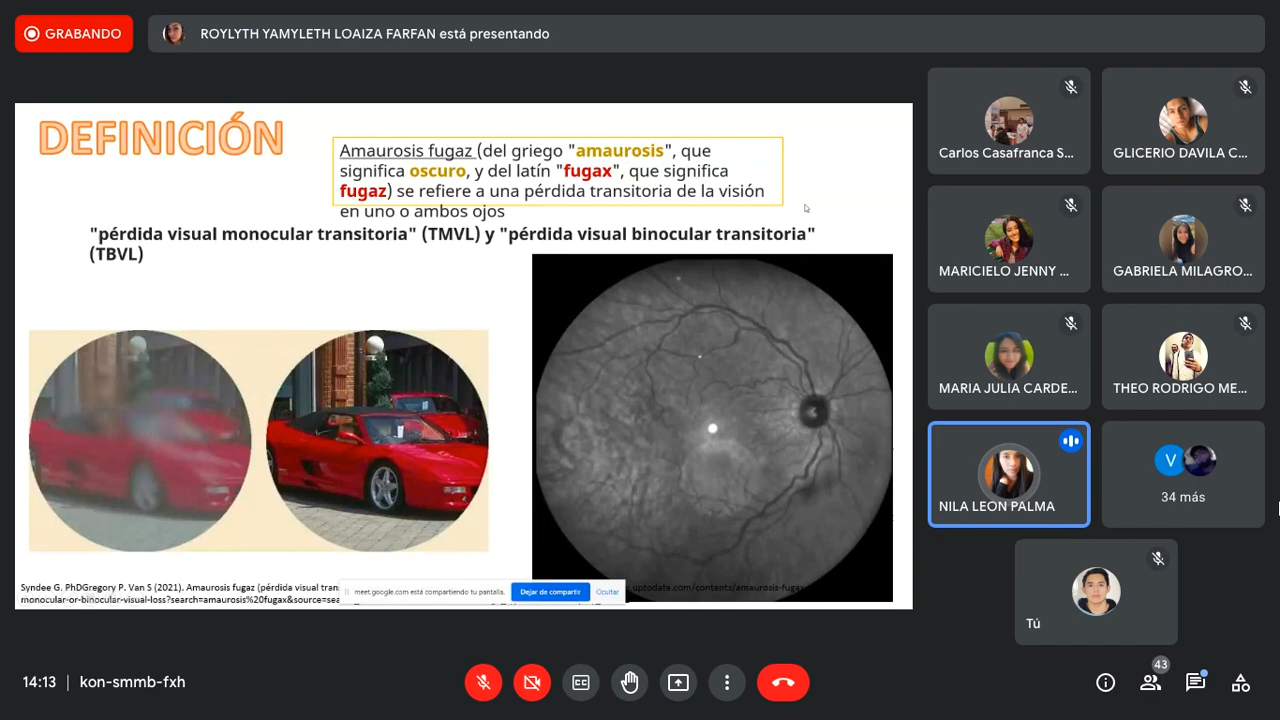 GRABANDO
ROYLYTH YAMYLETH LOAIZA FARFAN está presentando
DEFINICIÓN
Amaurosis fugaz (del griego "amaurosis", que
significa oscuro, y del latín "fugax", que significa
fugaz) se refiere a una pérdida transitoria de la visión
en uno o ambos ojos
"pérdida visual monocular transitoria" (TMVL) y "pérdida visual binocular transitoria"
(TBVL)
Syndee G. PhDGregory P. Van S (2021). Amaurosis fugaz (pérdida visual tran
uptodate.com/contents/amaurosis-fugax
monocular-or-binocular-visual-loss?search=amaurosis%20fugax&source=sea
meet.google.com está compartiendo tu pantalla.
Dejar de compartir
Ocultar
Carlos Casafranca S...
GLICERIO DAVILA C...
MARICIELO JENNY ...
GABRIELA MILAGRO...
MARIA JULIA CARDE...
THEO RODRIGO ME...
NILA LEON PALMA
V
34 más
Tú
14:13 | kon-smmb-fxh
CC
43